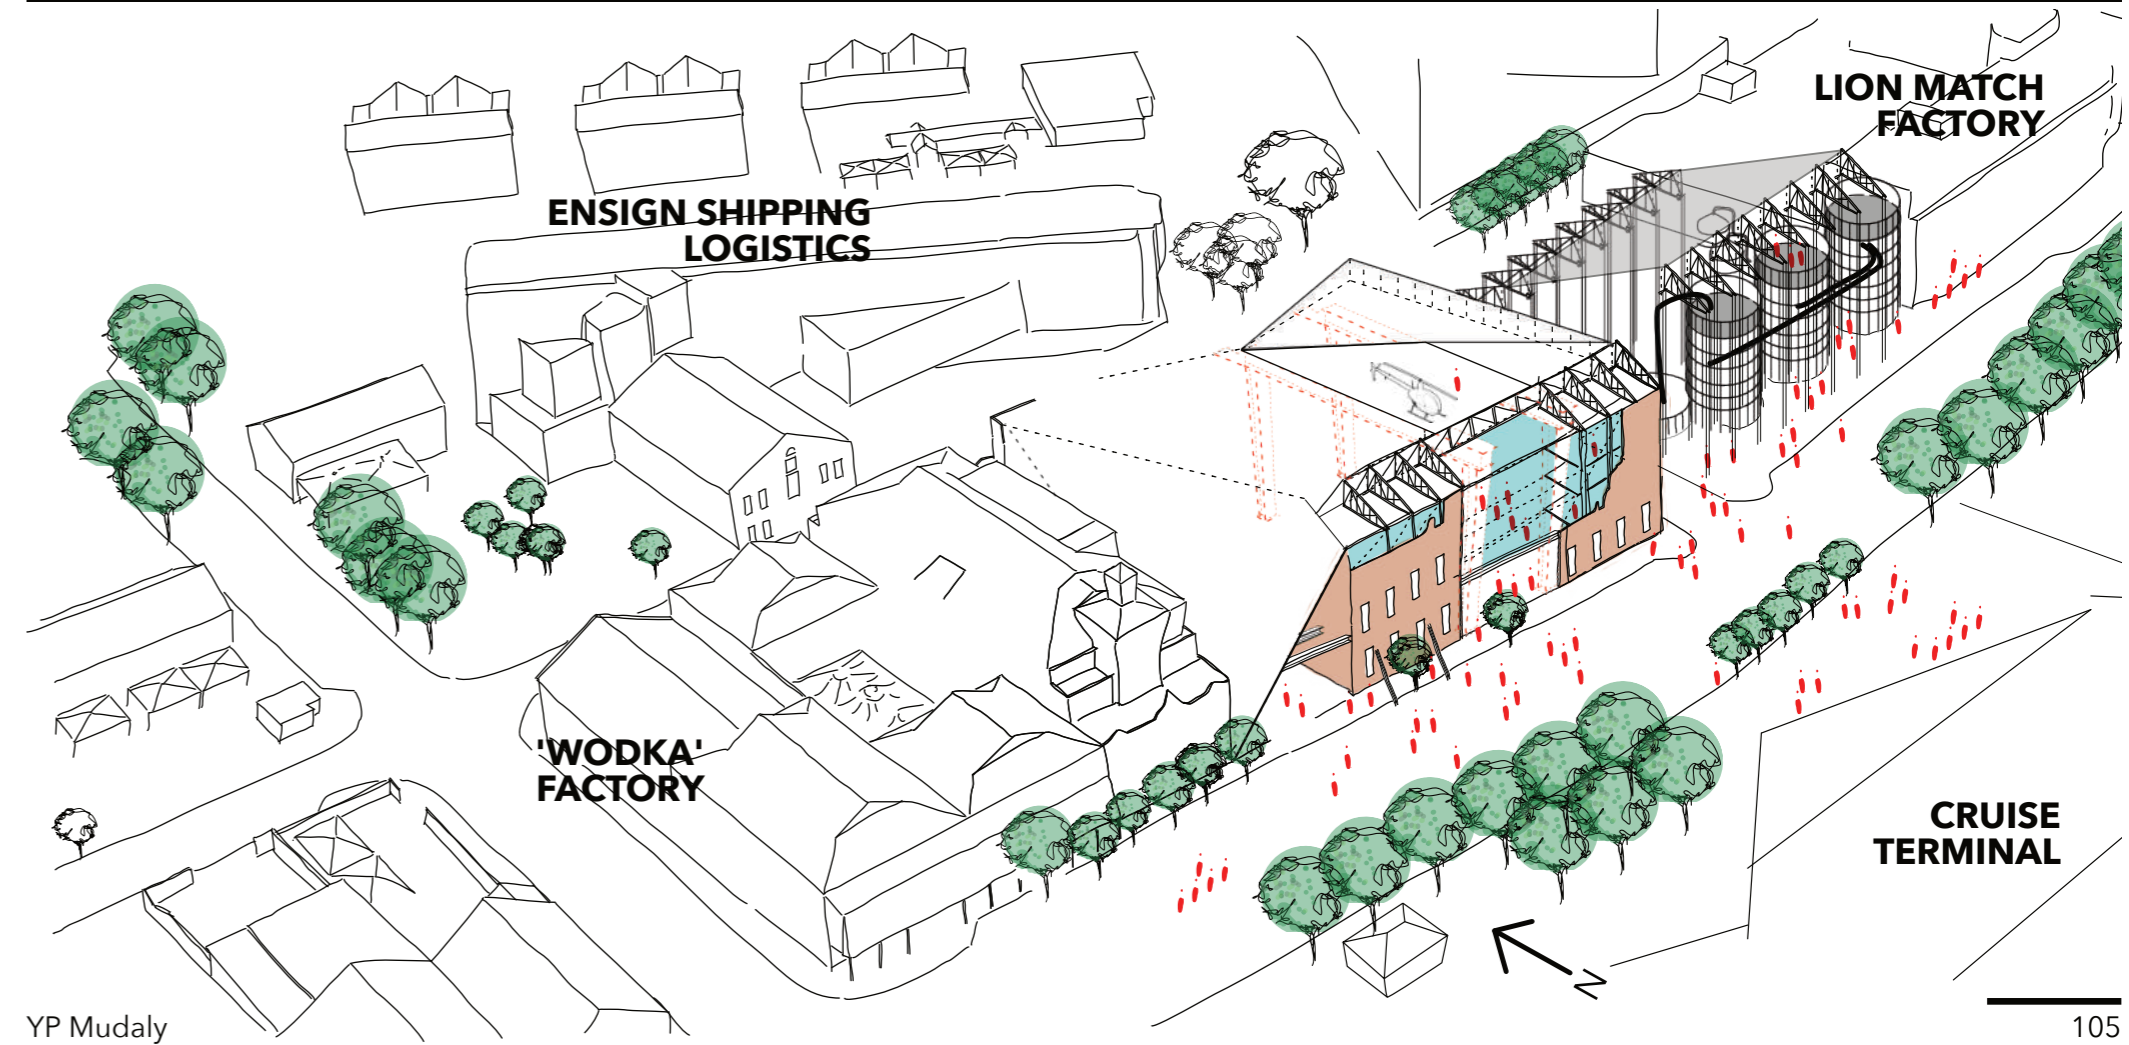 LION MATCH
FACTORY
ENSIGN SHIPPING
LOGISTICS
'WODKA'
FACTORY
CRUISE
TERMINAL
N
YP Mudaly
105